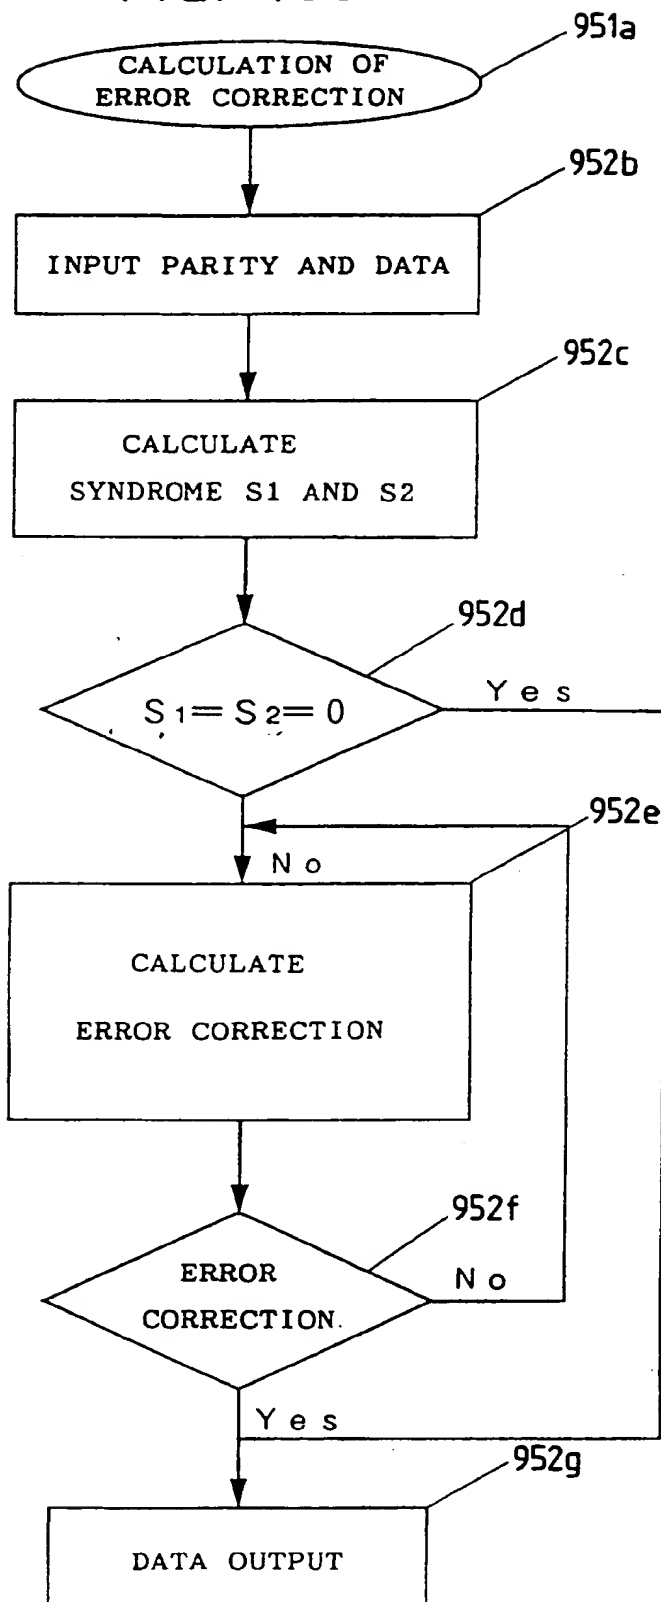 951a
CALCULATION OF
ERROR CORRECTION
952b
INPUT PARITY AND DATA
952c
CALCULATE
SYNDROME S1 AND S2
952d
S1=S2=0
Yes
952e
No
CALCULATE
ERROR CORRECTION
952f
ERROR
CORRECTION.
No
Yes
952g
DATA OUTPUT